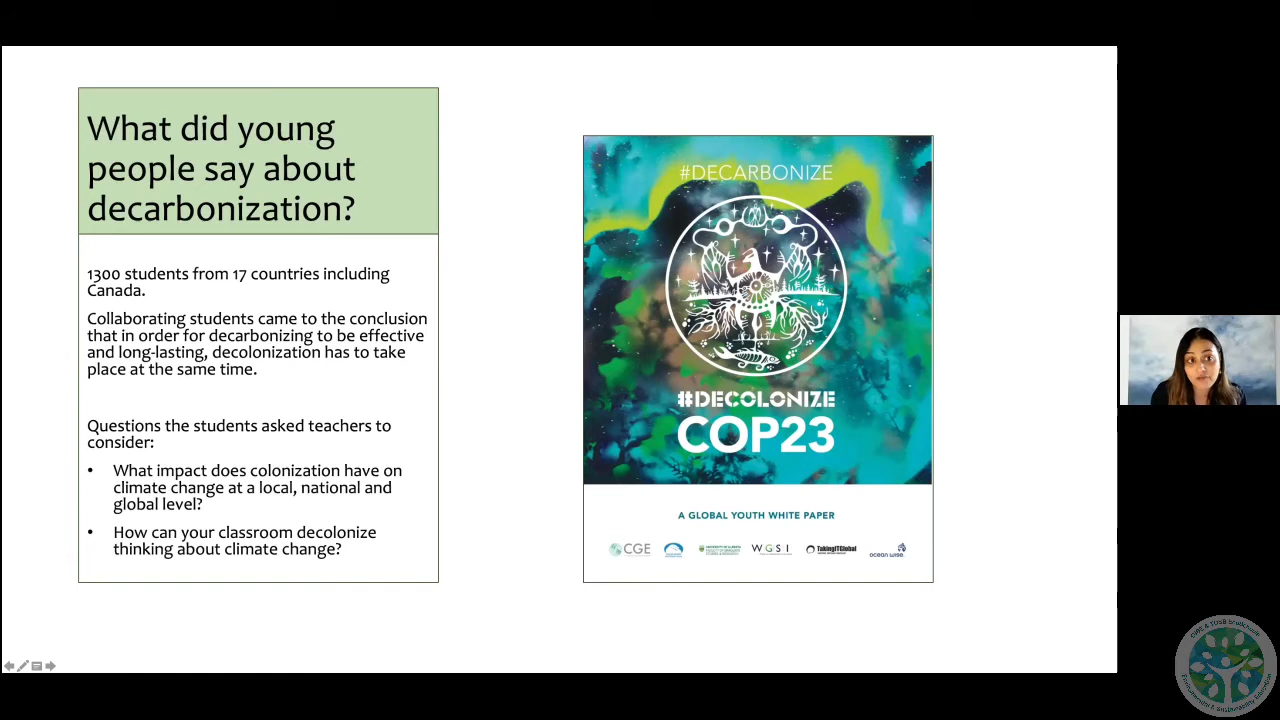 What did young
people say about
decarbonization?
1300 students from 17 countries including
Canada.
Collaborating students came to the conclusion
that in order for decarbonizing to be effective
and long-lasting, decolonization has to take
place at the same time.
Questions the students asked teachers to
consider:
• What impact does colonization have on
climate change at a local, national and
global level?
• How can your classroom decolonize
thinking about climate change?
#DECARBONIZE
#DECOLONIZE
COP23
A GLOBAL YOUTH WHITE PAPER
CGE
UNIVERSITY OF ALBERTA
WGSI
TakingITGlobal
ocean wise